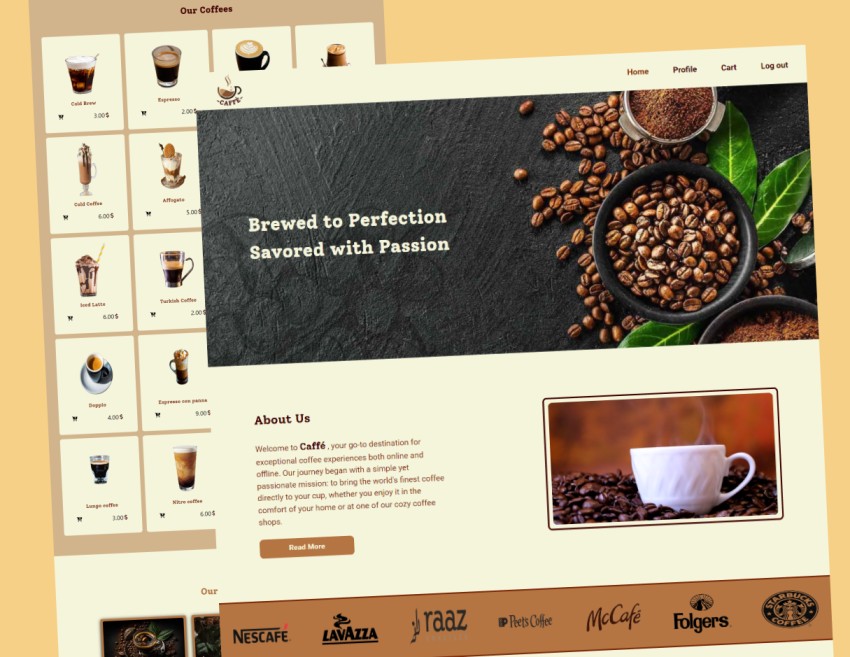 Our Coffees
Cold Brew
3.00$
Espresso
2.00$
Cold Coffee
6.00$
Affogato
5.00$
Iced Latte
6.00$
Turkish Coffee
2.00$
Doppio
4.00$
Espresso con panna
9.00$
Lungo coffee
3.00$
Nitro coffee
6.00$
Our
CAFFÉ
Home Profile Cart Log out
Brewed to Perfection
Savored with Passion
About Us
Welcome to Caffé , your go-to destination for
exceptional coffee experiences both online and
offline. Our journey began with a simple yet
passionate mission: to bring the world's finest coffee
directly to your cup, whether you enjoy it in the
comfort of your home or at one of our cozy coffee
shops.
Read More
NESCAFÉ
LAVAZZA
raaz
Peet's Coffee
McCafé
Folgers
STARBUCKS
COFFEE